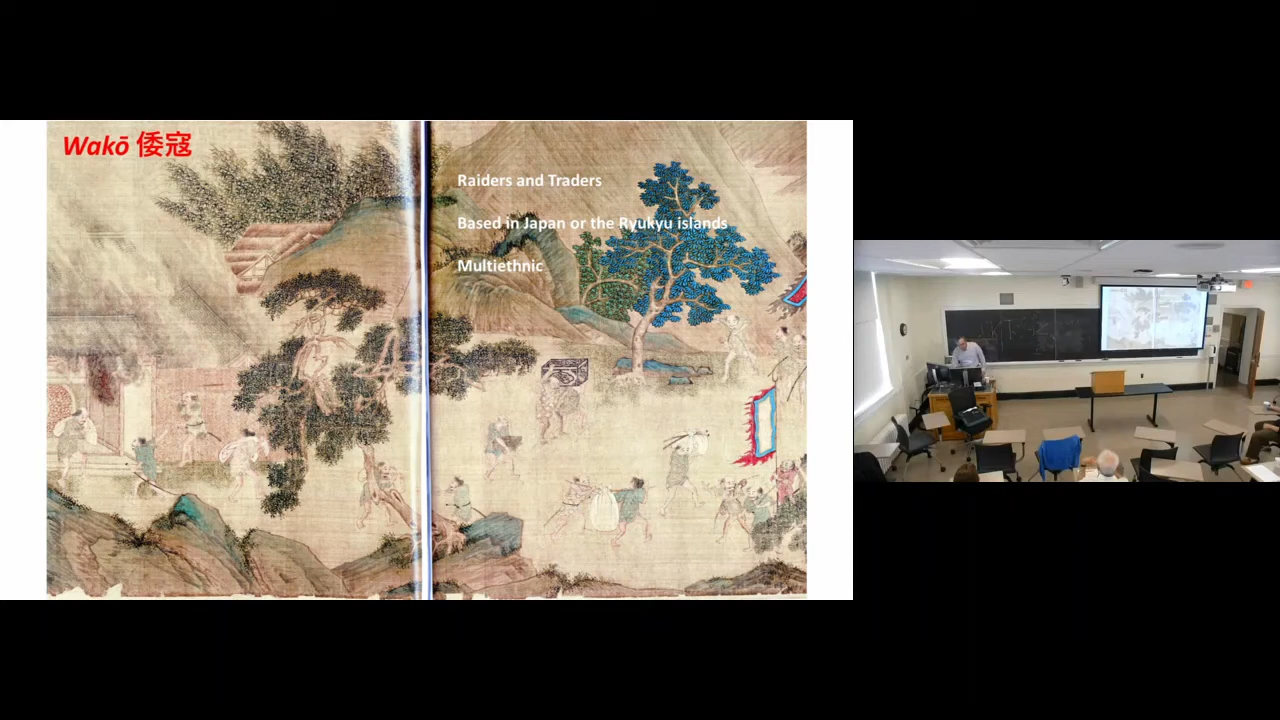 Wakō 倭寇
Raiders and Traders
Based in Japan or the Ryukyu islands
Multiethnic